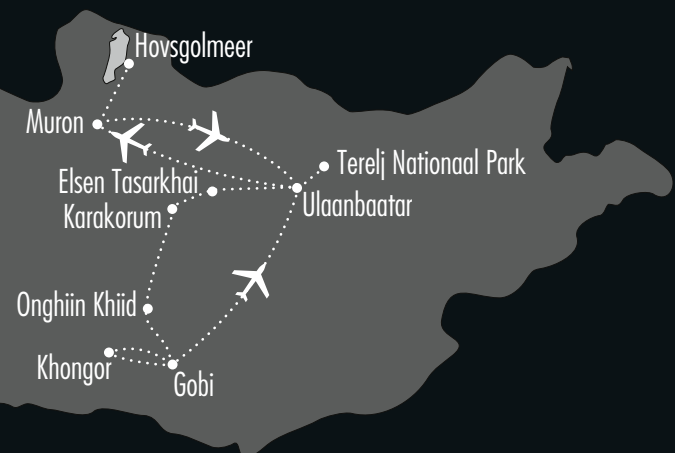 Hovsgolmeer
Muron
Terelj Nationaal Park
Elsen Tasarkhai
Ulaanbaatar
Karakorum
Onghiin Khiid
Khongor
Gobi